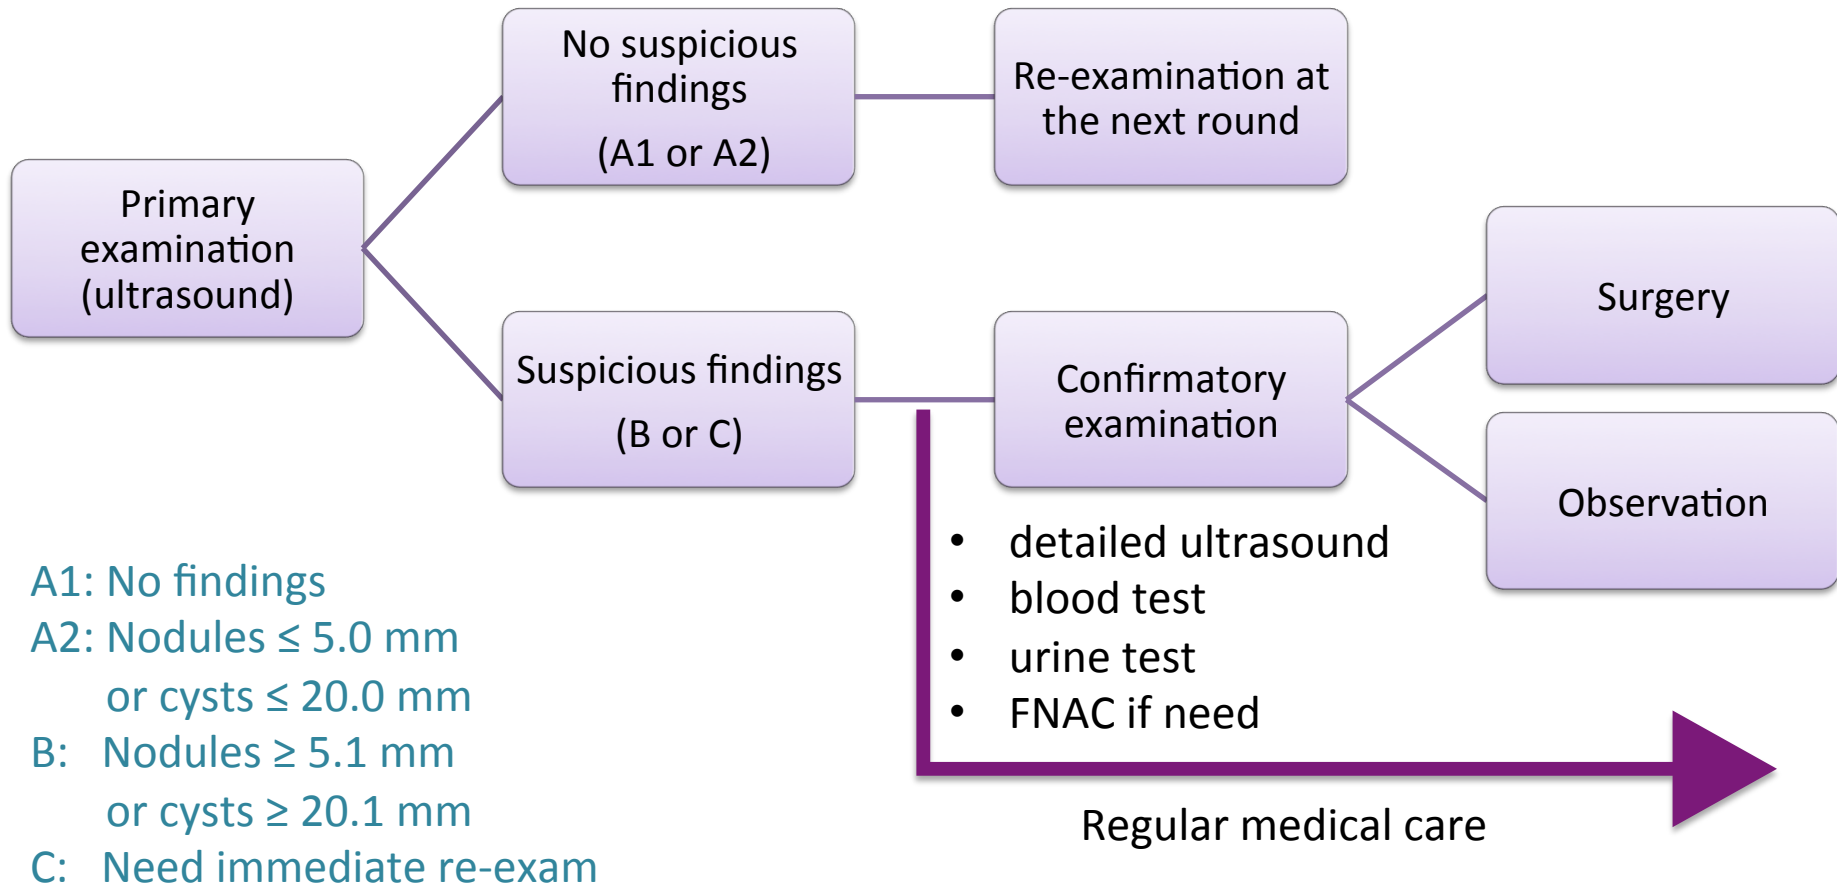 Primary
examination
(ultrasound)
No suspicious
findings
(A1 or A2)
Re-examination at
the next round
Suspicious findings
(B or C)
Confirmatory
examination
Surgery
Observation
• detailed ultrasound
• blood test
• urine test
• FNAC if need
Regular medical care
A1: No findings
A2: Nodules ≤ 5.0 mm
or cysts ≤ 20.0 mm
B: Nodules ≥ 5.1 mm
or cysts ≥ 20.1 mm
C: Need immediate re-exam